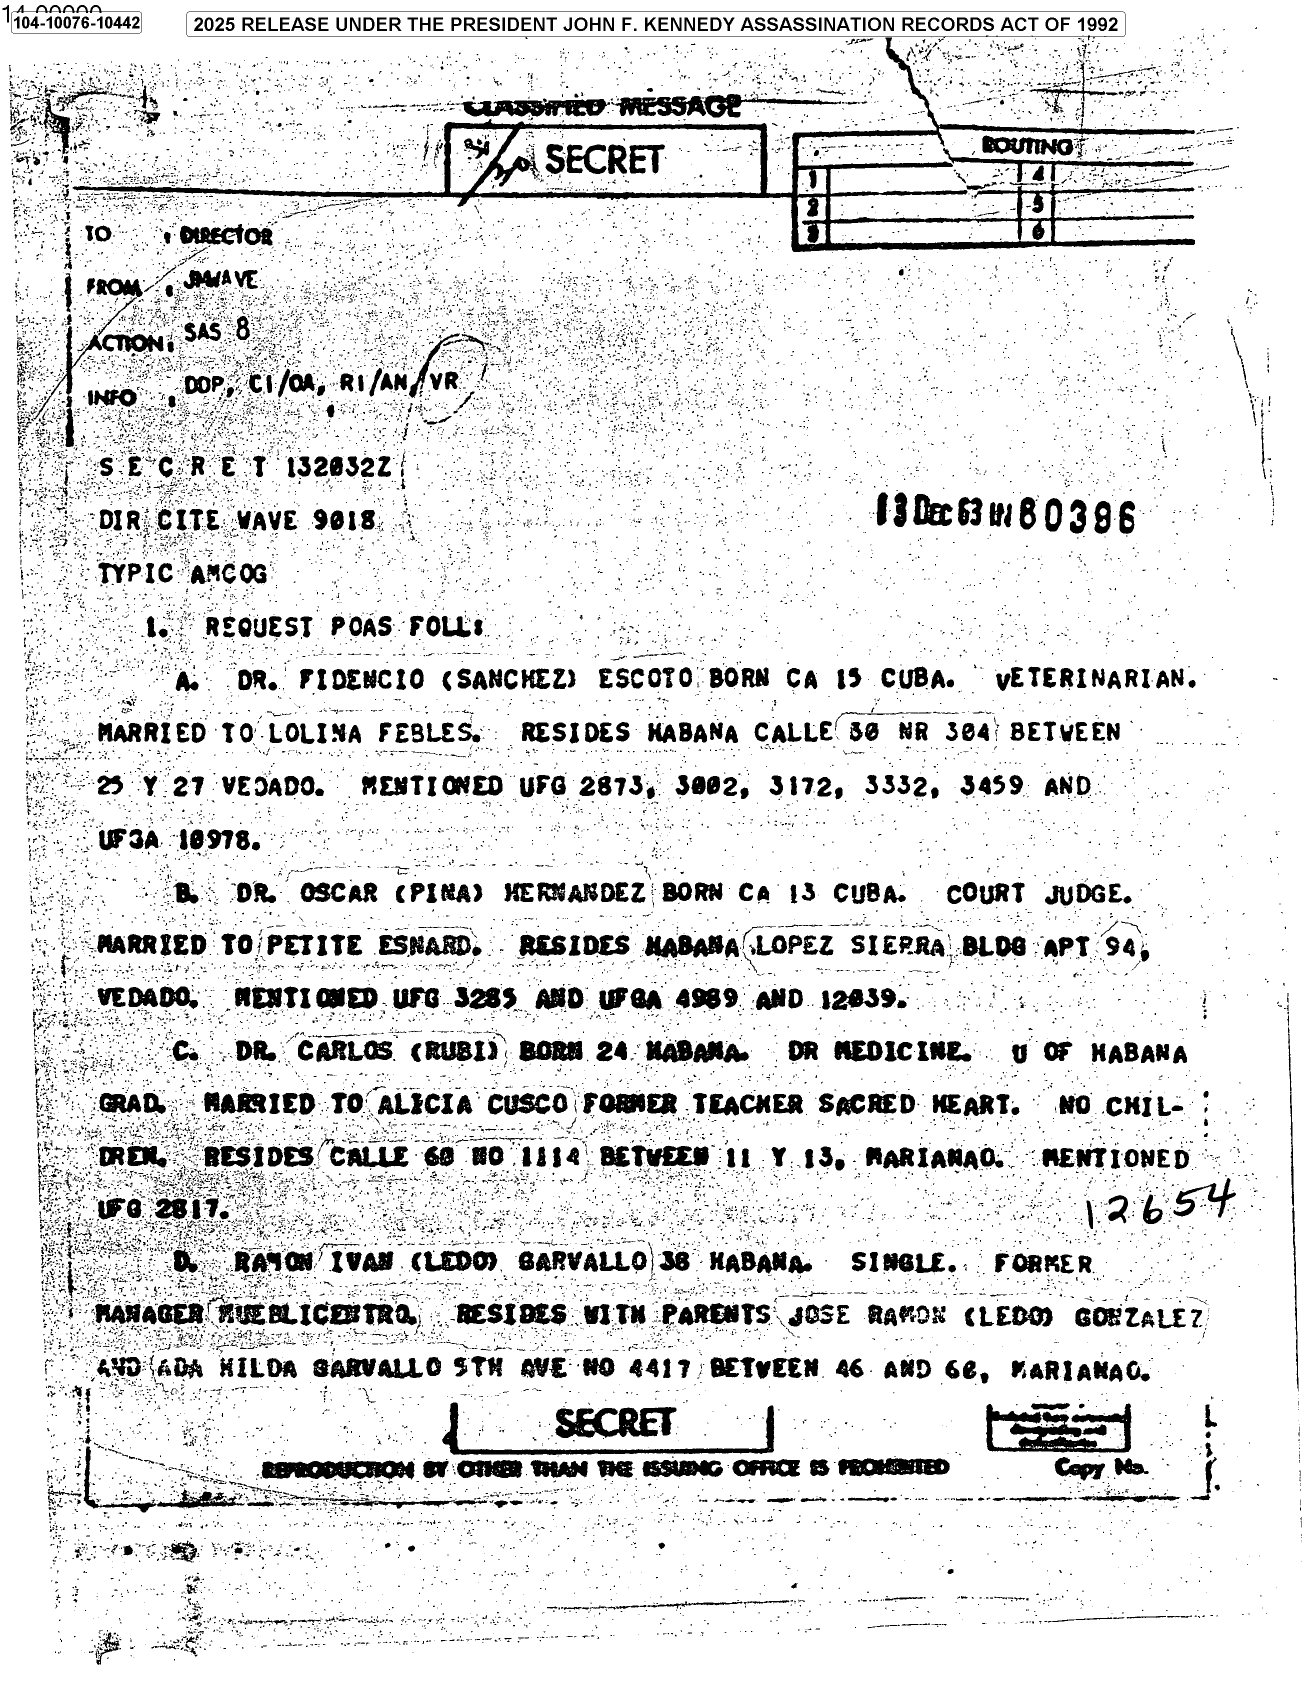 104-10076-10442
2025 RELEASE UNDER THE PRESIDENT JOHN F. KENNEDY ASSASSINATION RECORDS ACT OF 1992
CLASSIFIED MESSAGE
SECRET
ROUTING
1 4
2 5
3 6
TO : DIRECTOR
FROM : JMWAVE
ACTION: SAS 8
INFO : DDP, CI/OA, RI/AN, VR
S E C R E T 132032Z
DIR CITE WAVE 9018
13 DEC 63 IN 80396
TYPIC AMCOG
1. REQUEST POAS FOLL:
A. DR. FIDENCIO (SANCHEZ) ESCOTO BORN CA 15 CUBA. VETERINARIAN.
MARRIED TO LOLINA FEBLES. RESIDES HABANA CALLE 30 NR 304 BETWEEN
25 Y 27 VEDADO. MENTIONED UFG 2873, 3002, 3172, 3332, 3459 AND
UFGA 10978.
B. DR. OSCAR (PINA) HERNANDEZ BORN CA 13 CUBA. COURT JUDGE.
MARRIED TO PETITE ESNARD. RESIDES HABANA LOPEZ SIERRA BLDG APT 94,
VEDADO. MENTIONED UFG 3285 AND UFGA 4989 AND 12039.
C. DR. CARLOS (RUBI) BORN 24 HABANA. DR MEDICINE. U OF HABANA
GRAD. MARRIED TO ALICIA CUSCO FORMER TEACHER SACRED HEART. NO CHIL-
DREN. RESIDES CALLE 60 NO 1114 BETWEEN 11 Y 13, MARIANAO. MENTIONED
UFG 2817.
12654
D. RAMON IVAN (LEDO) GARVALLO 38 HABANA. SINGLE. FORMER
MANAGER MUEBLICENTRO. RESIDES WITH PARENTS JOSE RAMON (LEDO) GONZALEZ
AND ADA HILDA GARVALLO 5TH AVE NO 4417 BETWEEN 46 AND 60, MARIANAO.
SECRET
REPRODUCTION BY OTHER THAN THE ISSUING OFFICE IS PROHIBITED
Copy No.